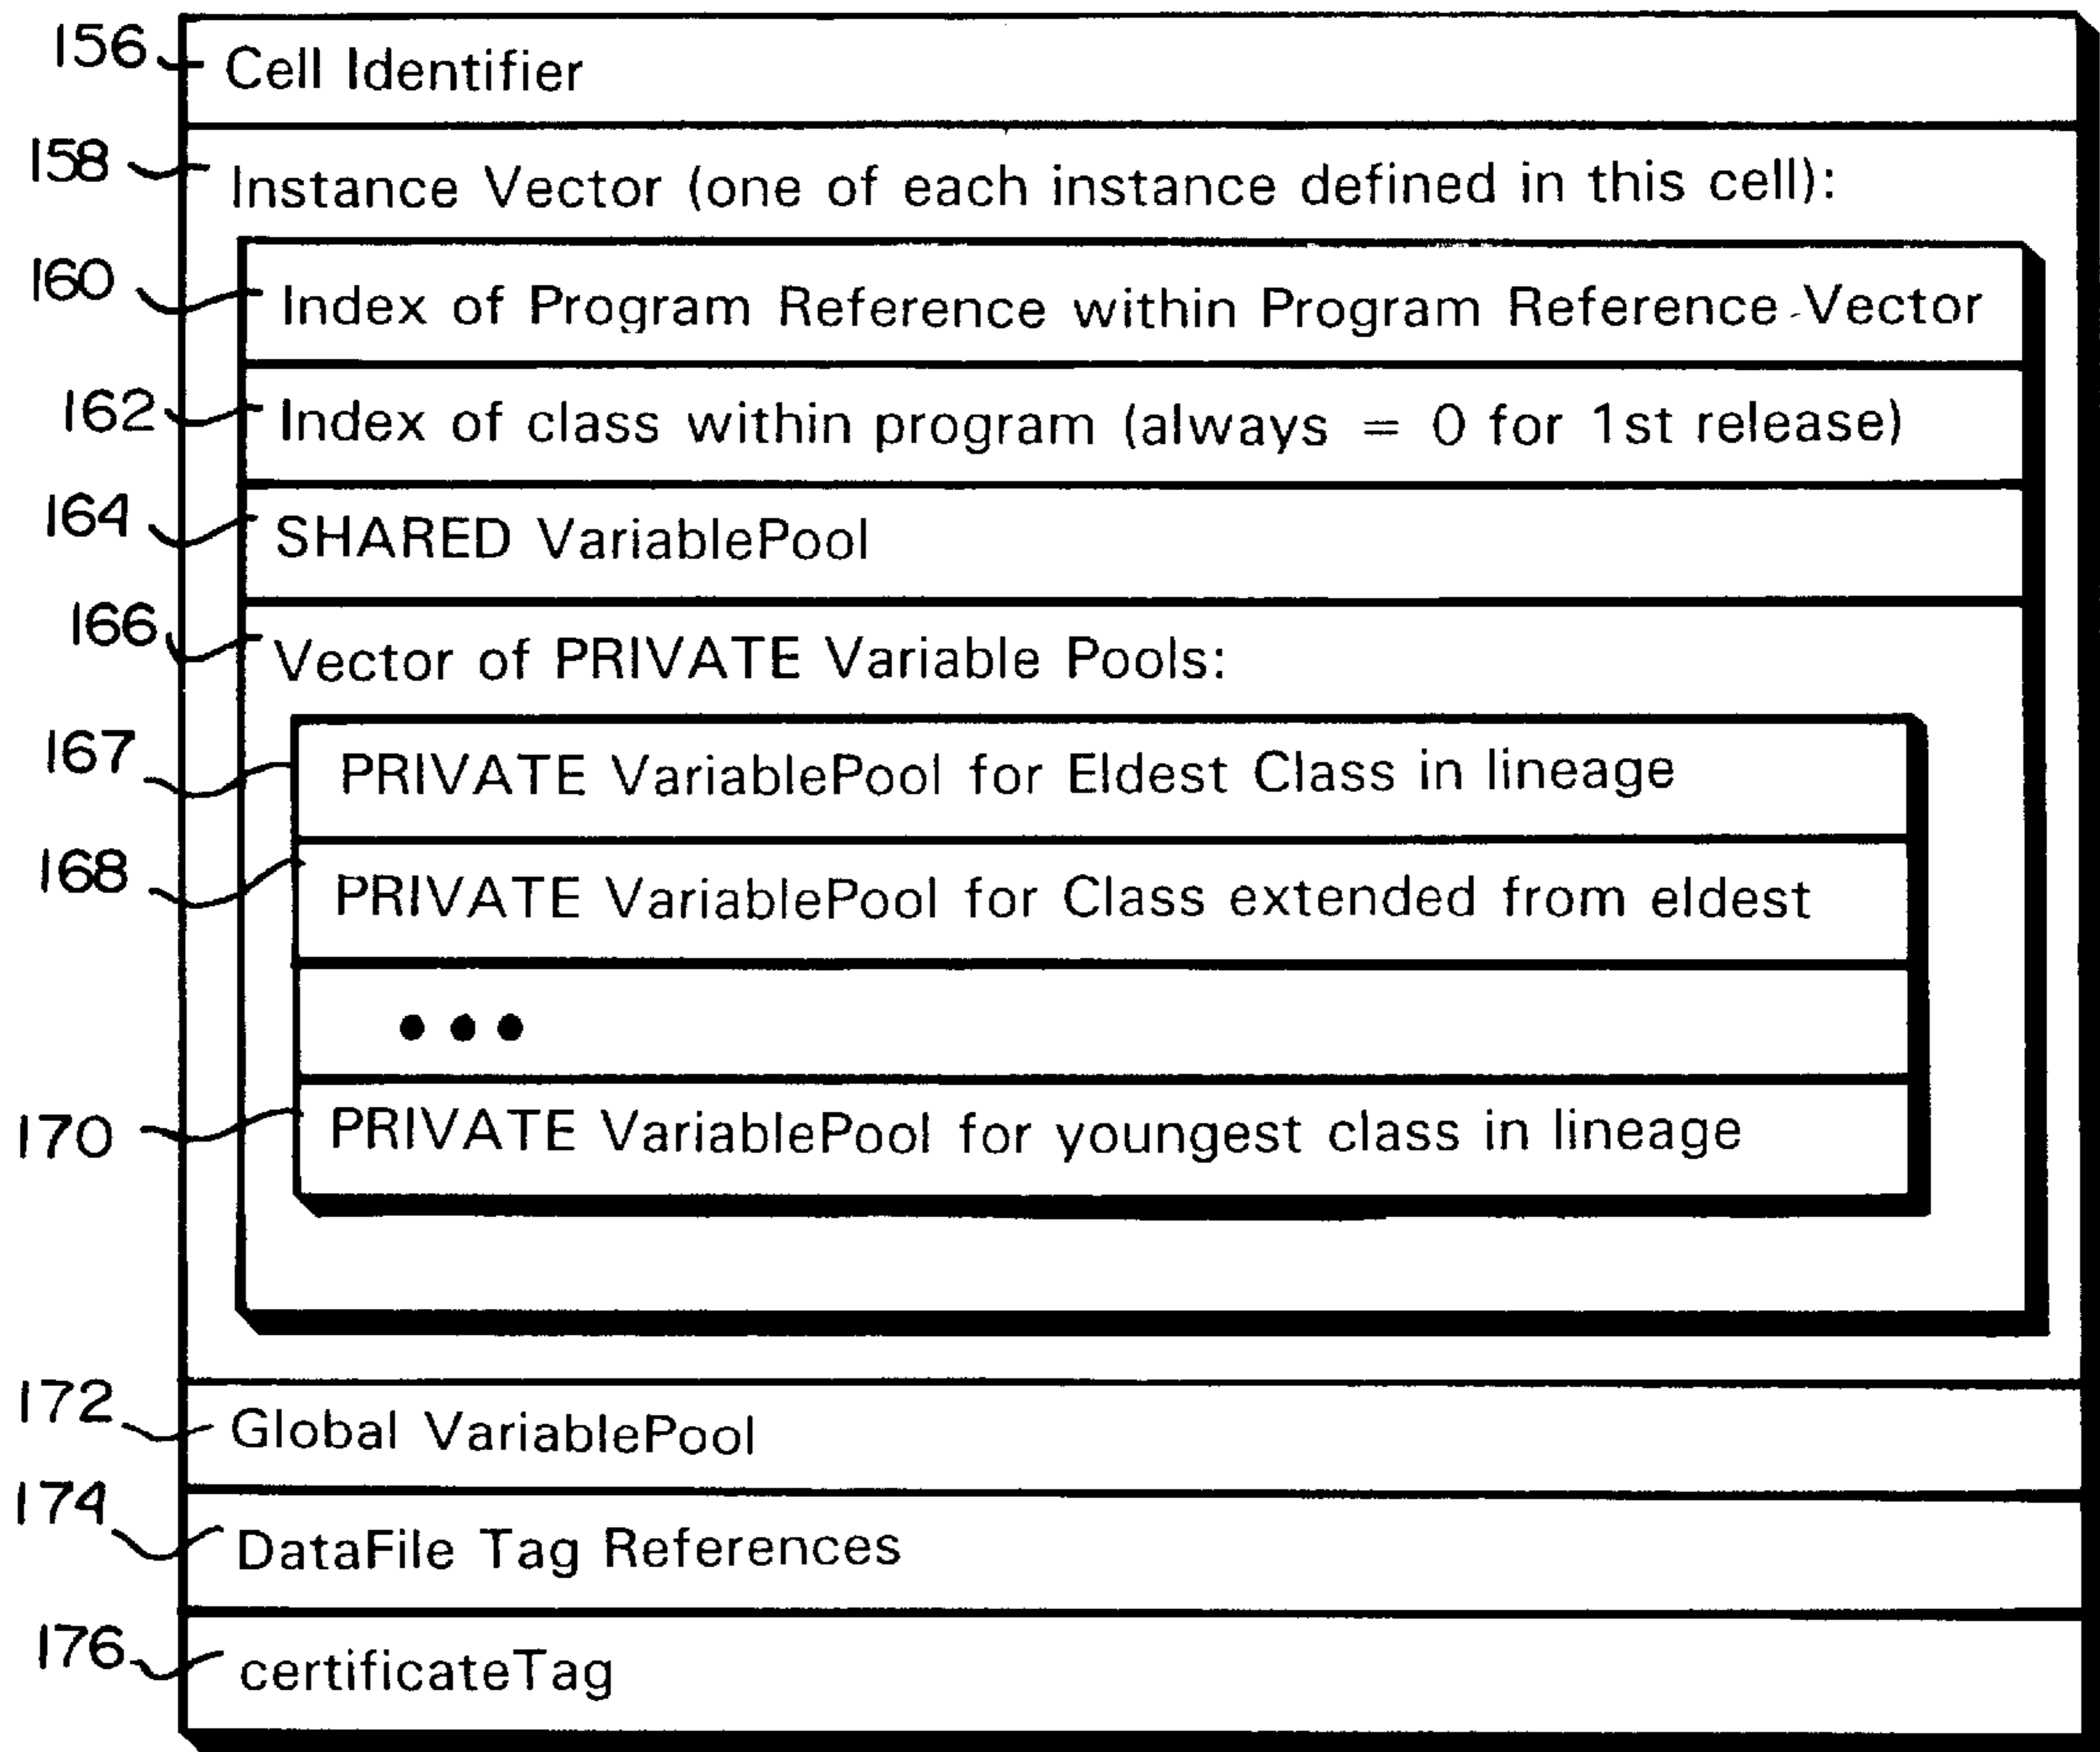 156 Cell Identifier
158 Instance Vector (one of each instance defined in this cell):
160 Index of Program Reference within Program Reference Vector
162 Index of class within program (always = 0 for 1st release)
164 SHARED VariablePool
166 Vector of PRIVATE Variable Pools:
167 PRIVATE VariablePool for Eldest Class in lineage
168 PRIVATE VariablePool for Class extended from eldest
•••
170 PRIVATE VariablePool for youngest class in lineage
172 Global VariablePool
174 DataFile Tag References
176 certificateTag